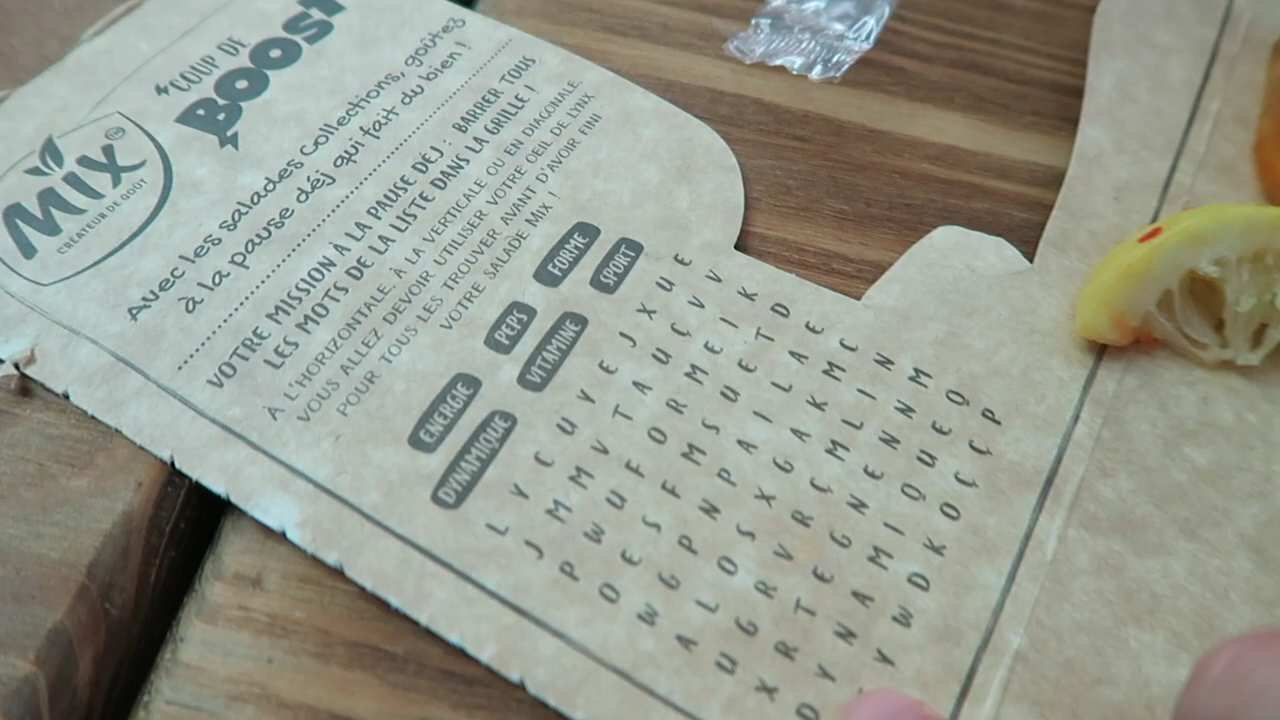 COUP DE
BOOST
MIX
CRÉATEUR DE GOÛT
Avec les salades Collections, goûtez
à la pause déj qui fait du bien !
VOTRE MISSION À LA PAUSE DÉJ : BARRER TOUS
LES MOTS DE LA LISTE DANS LA GRILLE !
À L'HORIZONTALE, À LA VERTICALE OU EN DIAGONALE,
VOUS ALLEZ DEVOIR UTILISER VOTRE OEIL DE LYNX
POUR TOUS LES TROUVER AVANT D'AVOIR FINI
VOTRE SALADE MIX !
ENERGIE PEPS FORME
DYNAMIQUE VITAMINE SPORT
L Y C U Y E J X U E
J M M V T A U Ç V V
P W U F O R M E I K
O E S F M S U E T D
W G P N P A I L A E
A L O S X G A K M C
U G R V R Ç M L I N
X R T E G N E N N M
D Y N A M I Q U E Q
Y W D K O Ç Ç P